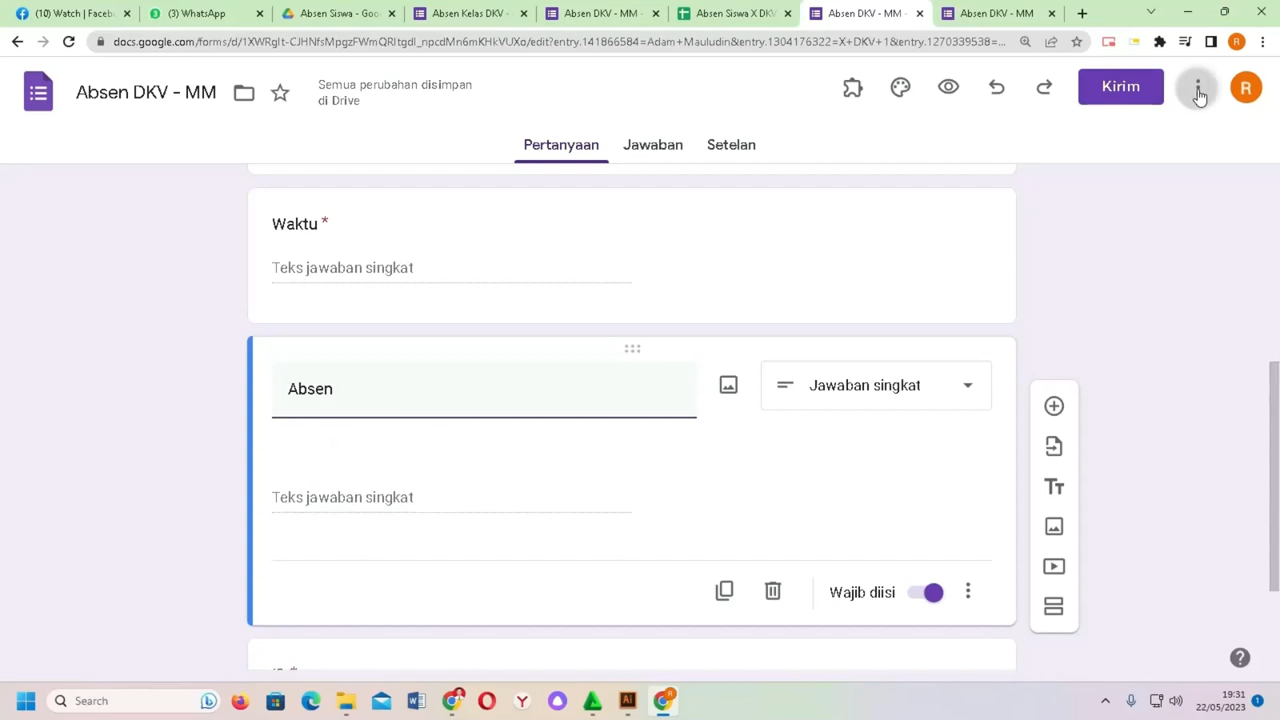 (10) Watch | Facebook
(3) WhatsApp
Absen Siswa - Goo
Absen Kelas DKV -
Absen DKV - MM -
Absen Siswa X DKV
Absen DKV - MM -
Absen DKV - MM
docs.google.com/forms/d/1XWRglt-CJHNfsMpgzFWmQRItgd_npcdMn6mKHkVUXo/edit?entry.141866584=Adam+Mauludin&entry.1304176322=X+DKV+1&entry.1270339538=...
R
Absen DKV - MM
Semua perubahan disimpan
di Drive
Kirim
R
Pertanyaan
Jawaban
Setelan
Waktu *
Teks jawaban singkat
Absen
Jawaban singkat
Teks jawaban singkat
Wajib diisi
Search
19:31
22/05/2023